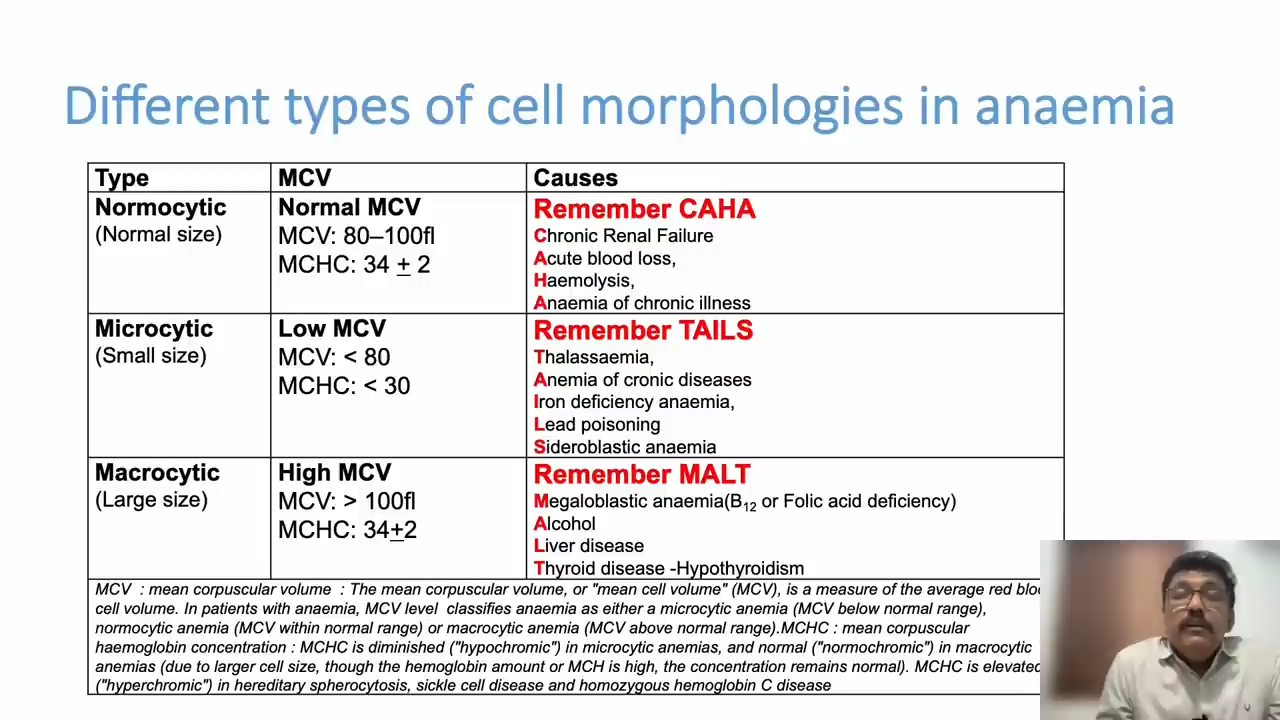 Different types of cell morphologies in anaemia
Type
MCV
Causes
Normocytic
(Normal size)
Normal MCV
MCV: 80–100fl
MCHC: 34 + 2
Remember CAHA
Chronic Renal Failure
Acute blood loss,
Haemolysis,
Anaemia of chronic illness
Microcytic
(Small size)
Low MCV
MCV: < 80
MCHC: < 30
Remember TAILS
Thalassaemia,
Anemia of cronic diseases
Iron deficiency anaemia,
Lead poisoning
Sideroblastic anaemia
Macrocytic
(Large size)
High MCV
MCV: > 100fl
MCHC: 34+2
Remember MALT
Megaloblastic anaemia(B12 or Folic acid deficiency)
Alcohol
Liver disease
Thyroid disease -Hypothyroidism
MCV : mean corpuscular volume : The mean corpuscular volume, or "mean cell volume" (MCV), is a measure of the average red
cell volume. In patients with anaemia, MCV level classifies anaemia as either a microcytic anemia (MCV below normal range),
normocytic anemia (MCV within normal range) or macrocytic anemia (MCV above normal range).MCHC : mean corpuscular
haemoglobin concentration : MCHC is diminished ("hypochromic") in microcytic anemias, and normal ("normochromic") in macrocytic
anemias (due to larger cell size, though the hemoglobin amount or MCH is high, the concentration remains normal). MCHC is elevated
("hyperchromic") in hereditary spherocytosis, sickle cell disease and homozygous hemoglobin C disease